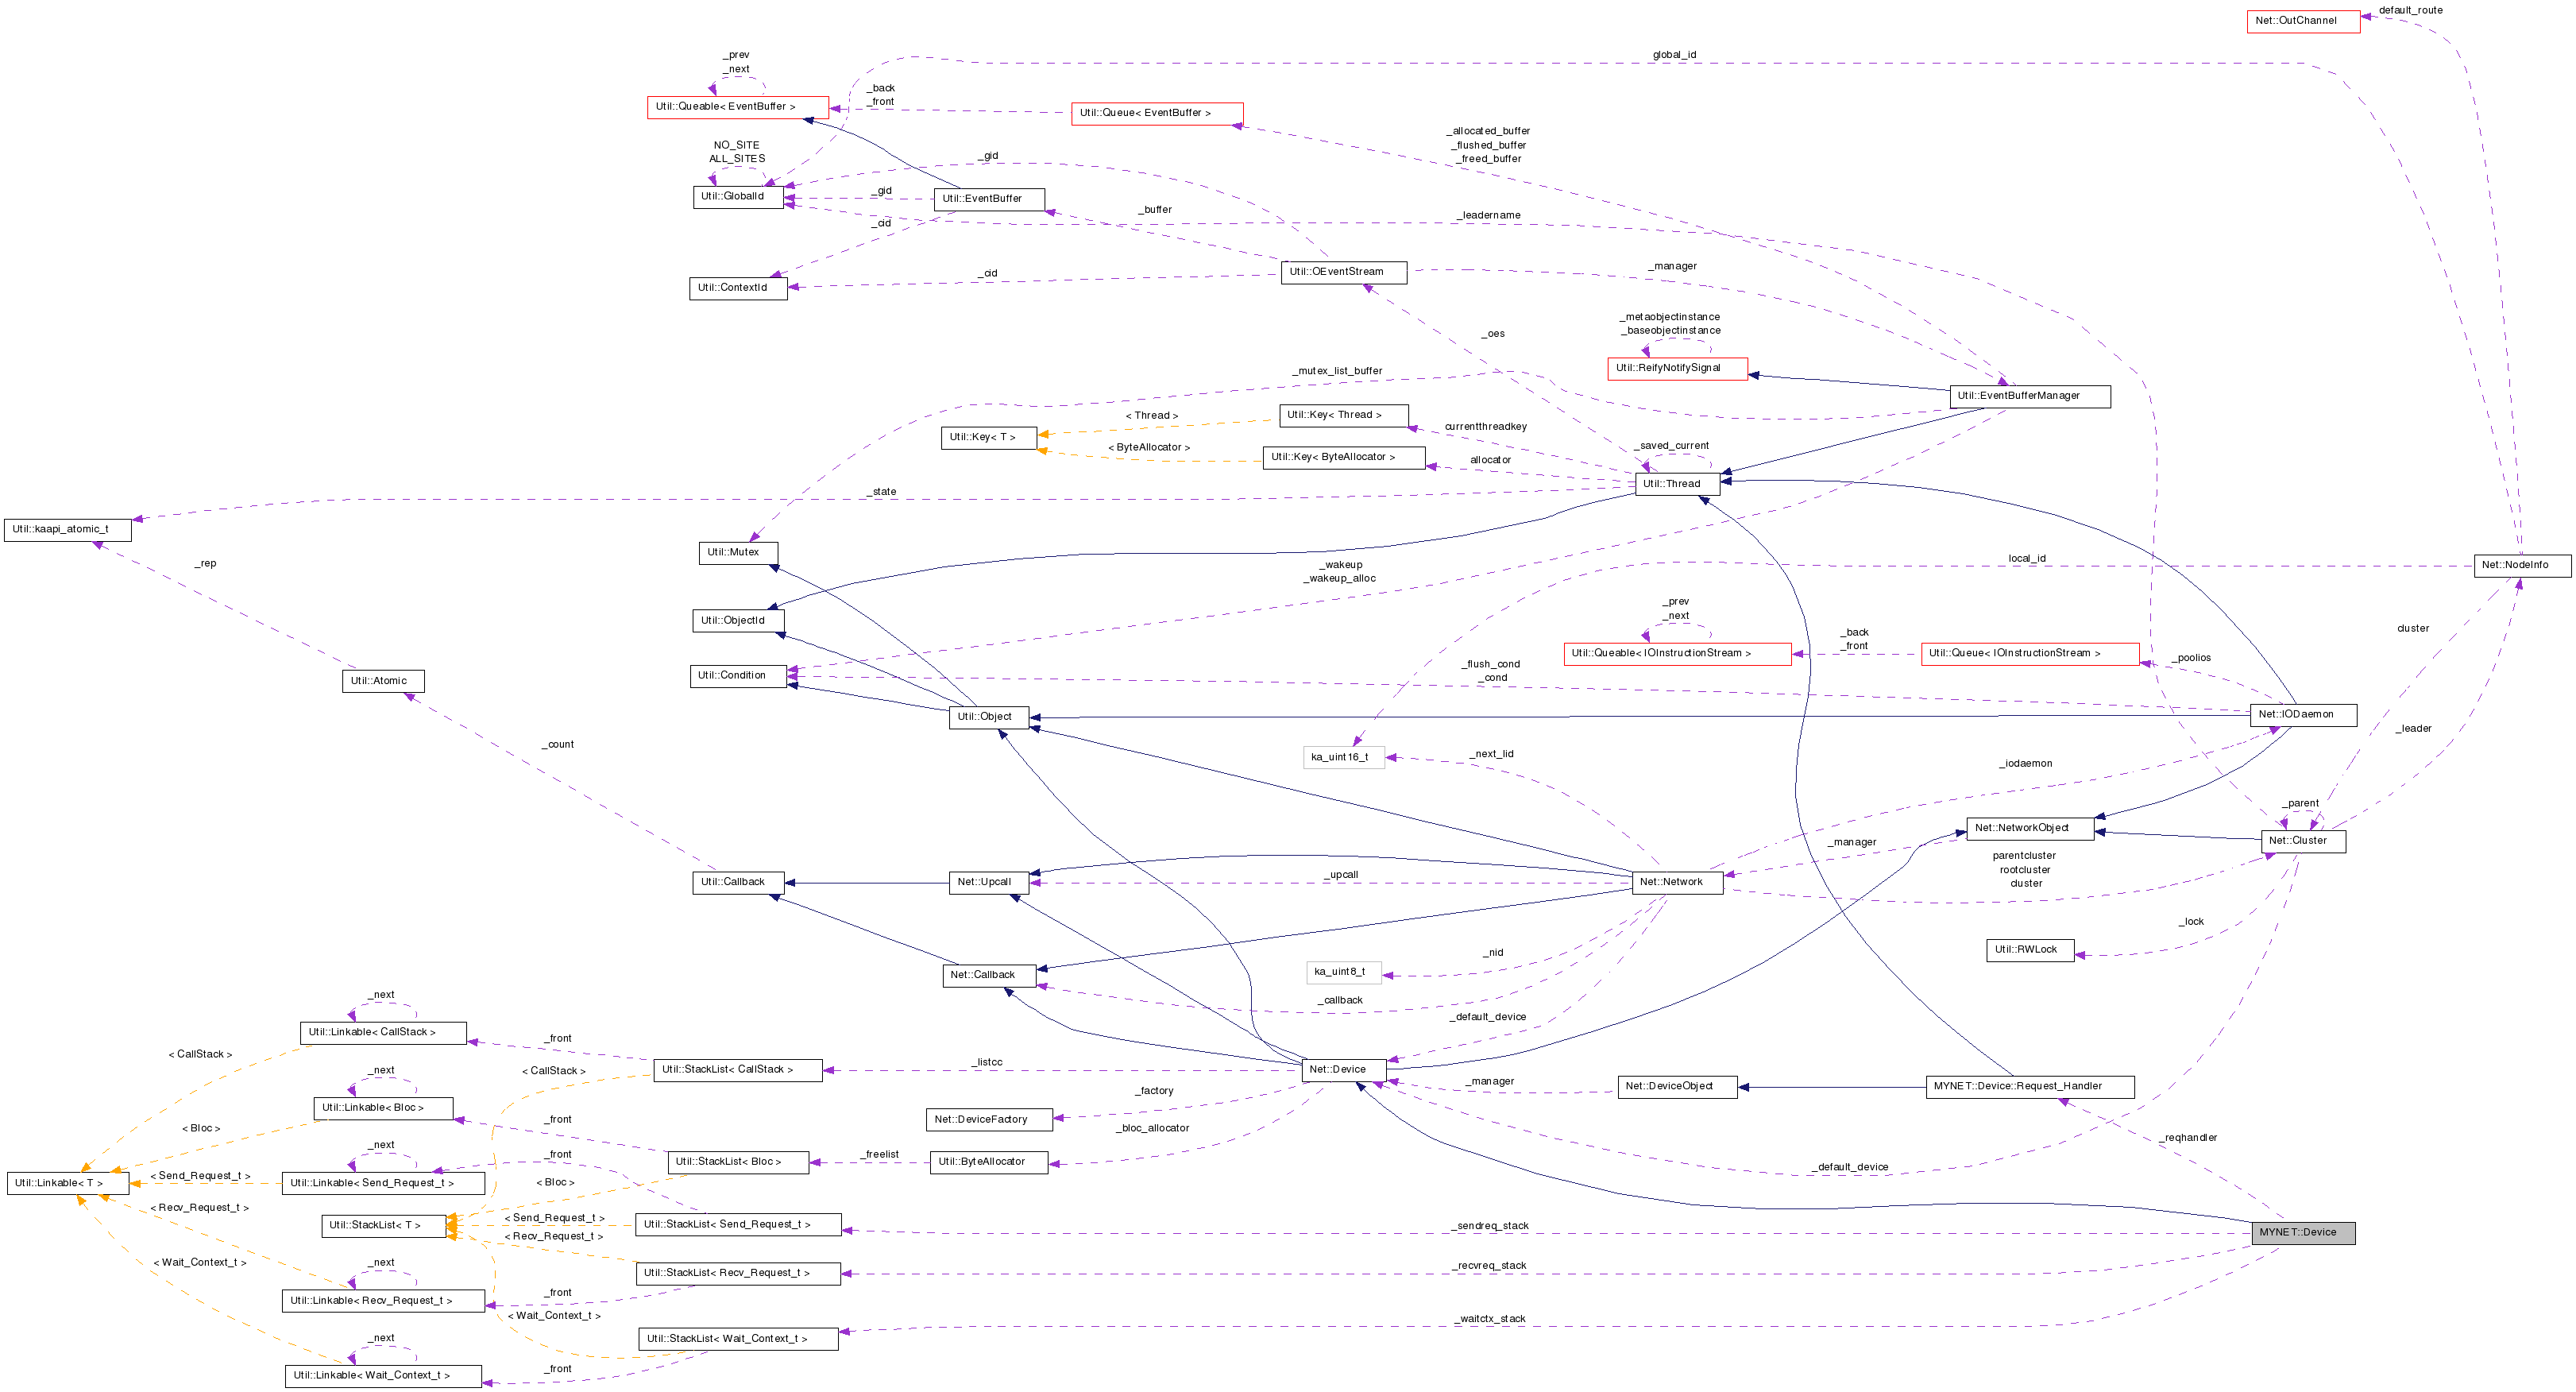 Net::OutChannel
default_route
global_id
_prev
_next
Util::Queable< EventBuffer >
_back
_front
Util::Queue< EventBuffer >
_allocated_buffer
_flushed_buffer
_freed_buffer
NO_SITE
ALL_SITES
Util::GlobalId
_gid
_gid
_cid
Util::EventBuffer
_buffer
_leadername
Util::ContextId
_cid
Util::OEventStream
_manager
_oes
_metaobjectinstance
_baseobjectinstance
Util::ReifyNotifySignal
_mutex_list_buffer
Util::EventBufferManager
< Thread >
Util::Key< Thread >
Util::Key< T >
currentthreadkey
< ByteAllocator >
Util::Key< ByteAllocator >
allocator
_saved_current
Util::Thread
_state
Util::kaapi_atomic_t
_rep
Util::Mutex
_wakeup
_wakeup_alloc
local_id
Net::NodeInfo
Util::ObjectId
_prev
_next
Util::Queable< IOInstructionStream >
_back
_front
Util::Queue< IOInstructionStream >
_poolios
cluster
Util::Atomic
Util::Condition
_flush_cond
_cond
Util::Object
Net::IODaemon
_leader
_count
ka_uint16_t
_next_lid
_iodaemon
_parent
Net::NetworkObject
Net::Cluster
_manager
parentcluster
rootcluster
cluster
Util::Callback
Net::Upcall
_upcall
Net::Network
_lock
Util::RWLock
Net::Callback
ka_uint8_t
_nid
_callback
_default_device
_next
Util::Linkable< CallStack >
_front
< CallStack >
< CallStack >
Util::StackList< CallStack >
_listcc
Net::Device
_manager
Net::DeviceObject
MYNET::Device::Request_Handler
_next
Util::Linkable< Bloc >
_factory
Net::DeviceFactory
_front
_bloc_allocator
< Bloc >
_reqhandler
_next
_front
Util::StackList< Bloc >
_freelist
Util::ByteAllocator
_default_device
Util::Linkable< T >
< Send_Request_t >
Util::Linkable< Send_Request_t >
< Bloc >
< Recv_Request_t >
Util::StackList< T >
< Send_Request_t >
Util::StackList< Send_Request_t >
_sendreq_stack
MYNET::Device
< Recv_Request_t >
< Wait_Context_t >
_next
Util::StackList< Recv_Request_t >
_recvreq_stack
Util::Linkable< Recv_Request_t >
_front
< Wait_Context_t >
_waitctx_stack
_next
Util::StackList< Wait_Context_t >
Util::Linkable< Wait_Context_t >
_front